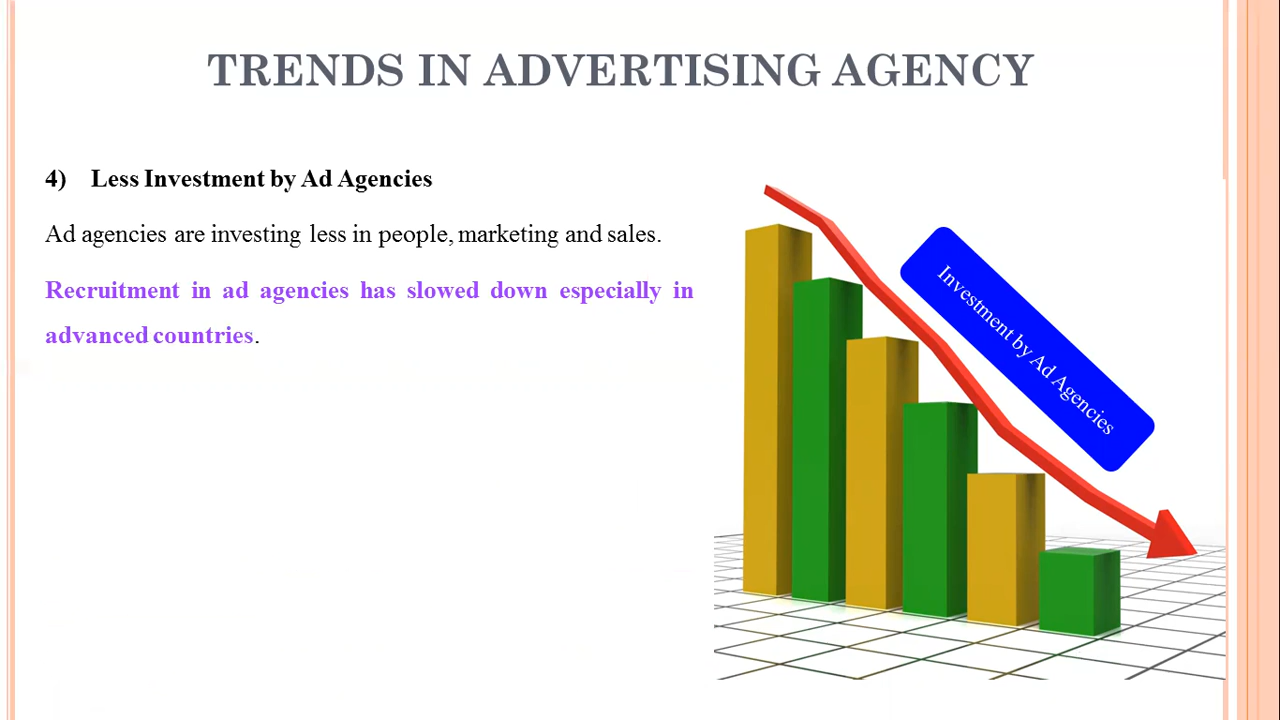 TRENDS IN ADVERTISING AGENCY
4) Less Investment by Ad Agencies
Ad agencies are investing less in people, marketing and sales.
Recruitment in ad agencies has slowed down especially in
advanced countries.
Investment by Ad Agencies